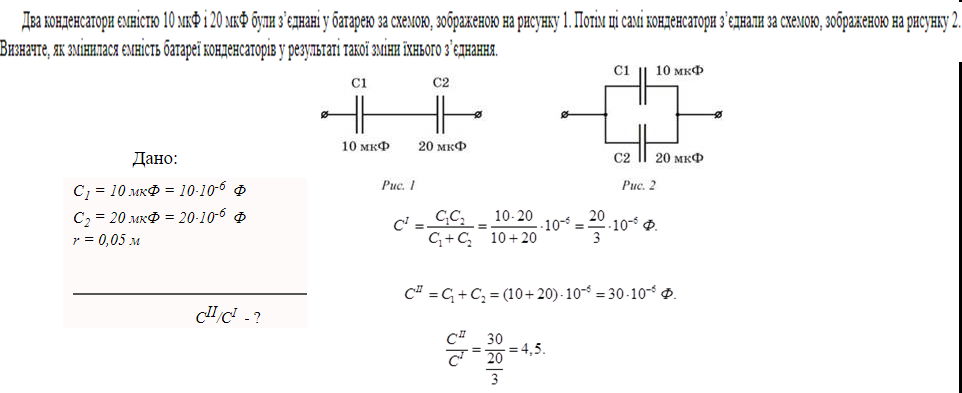 Два конденсатори ємністю 10 мкФ і 20 мкФ були з’єднані у батарею за схемою, зображеною на рисунку 1. Потім ці самі конденсатори з’єднали за схемою, зображеною на рисунку 2.
Визначте, як змінилася ємність батареї конденсаторів у результаті такої зміни їхнього з’єднання.
C1 C2
10 мкФ 20 мкФ
Рис. 1
C1 10 мкФ
C2 20 мкФ
Рис. 2
Дано:
C₁ = 10 мкФ = 10·10⁻⁶ Ф
C₂ = 20 мкФ = 20·10⁻⁶ Ф
r = 0,05 м
Cᴵᴵ/Cᴵ - ?
Cᴵ = C₁C₂/(C₁ + C₂) = (10·20)/(10+20)·10⁻⁶ = 20/3·10⁻⁶ Ф.
Cᴵᴵ = C₁ + C₂ = (10+20)·10⁻⁶ = 30·10⁻⁶ Ф.
Cᴵᴵ/Cᴵ = 30/(20/3) = 4,5.